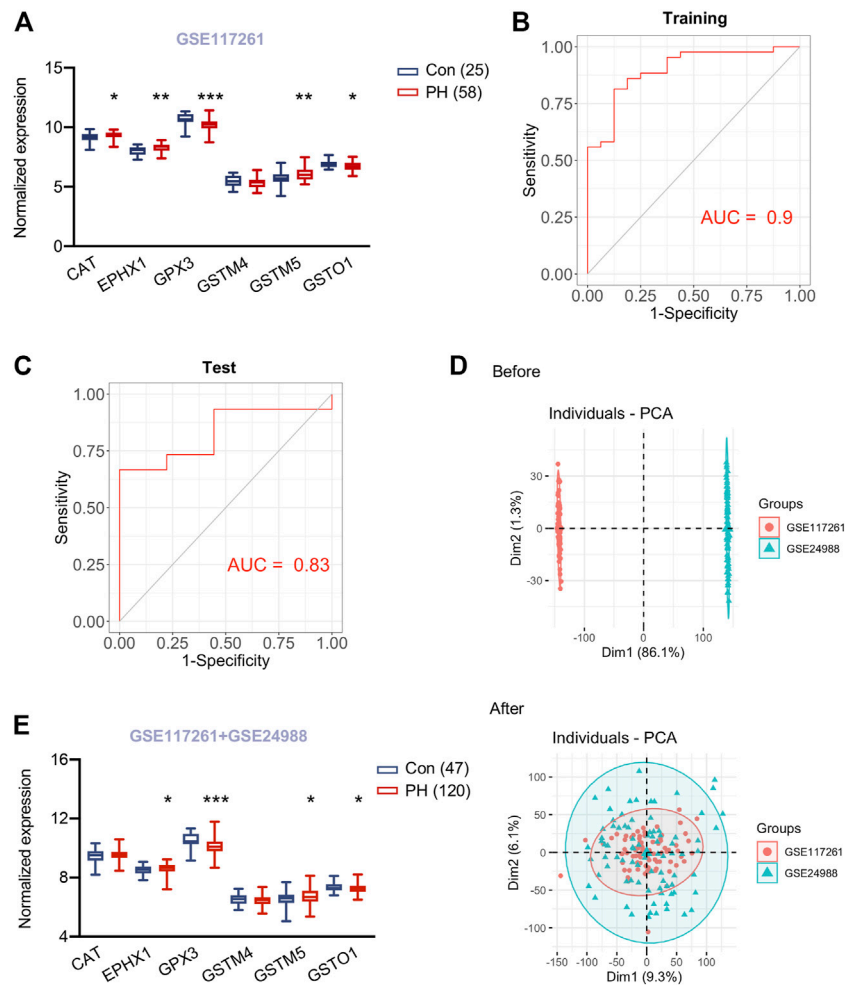 A
GSE117261
Normalized expression
15
10
5
0
* ** *** ** *
Con (25)
PH (58)
CAT EPHX1 GPX3 GSTM4 GSTM5 GSTO1
B
Training
Sensitivity
1.00
0.75
0.50
0.25
0.00
AUC = 0.9
0.00 0.25 0.50 0.75 1.00
1-Specificity
C
Test
Sensitivity
1.00
0.75
0.50
0.25
0.00
AUC = 0.83
0.00 0.25 0.50 0.75 1.00
1-Specificity
D
Before
Individuals - PCA
Dim2 (1.3%)
30
0
-30
-100 0 100
Dim1 (86.1%)
Groups
GSE117261
GSE24988
After
Individuals - PCA
Dim2 (6.1%)
100
50
0
-50
-100
-150 -100 -50 0 50 100
Dim1 (9.3%)
Groups
GSE117261
GSE24988
E
GSE117261+GSE24988
Normalized expression
16
12
8
4
* *** * *
Con (47)
PH (120)
CAT EPHX1 GPX3 GSTM4 GSTM5 GSTO1